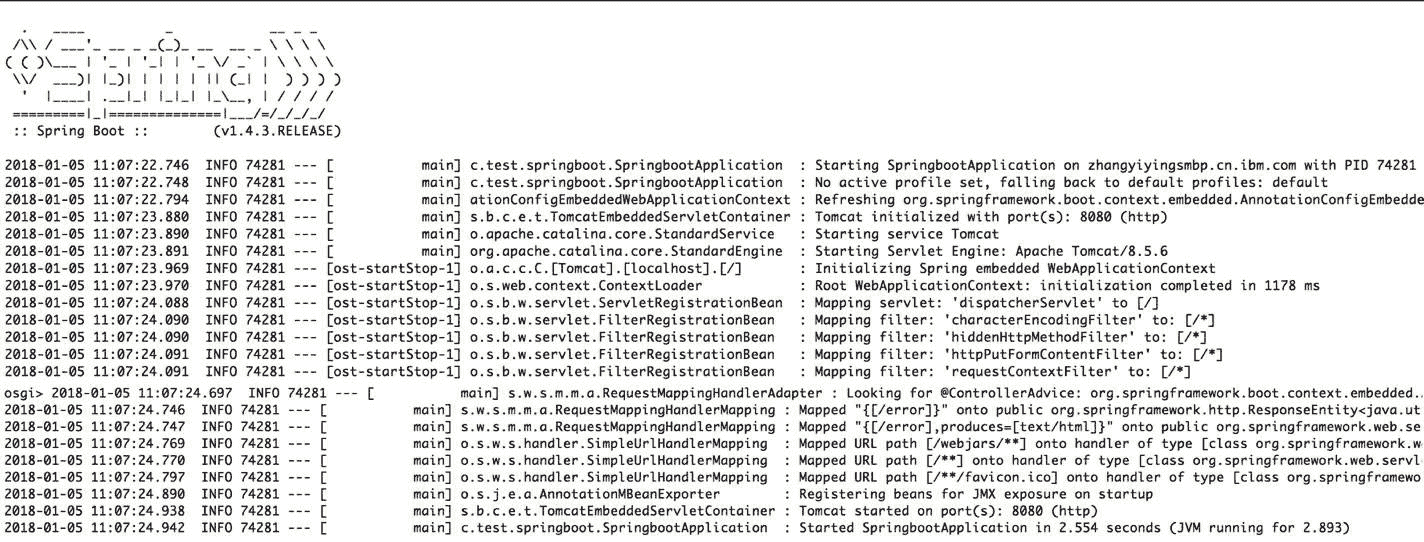 .   ____          _            __ _ _
 /\\ / ___'_ __ _ _(_)_ __  __ _ \ \ \ \
( ( )\___ | '_ | '_| | '_ \/ _` | \ \ \ \
 \\/  ___)| |_)| | | | | || (_| |  ) ) ) )
  '  |____| .__|_| |_|_| |_\__, | / / / /
 =========|_|==============|___/=/_/_/_/
 :: Spring Boot ::        (v1.4.3.RELEASE)
2018-01-05 11:07:22.746  INFO 74281 --- [           main] c.test.springboot.SpringbootApplication  : Starting SpringbootApplication on zhangyiyingsmbp.cn.ibm.com with PID 74281
2018-01-05 11:07:22.748  INFO 74281 --- [           main] c.test.springboot.SpringbootApplication  : No active profile set, falling back to default profiles: default
2018-01-05 11:07:22.794  INFO 74281 --- [           main] ationConfigEmbeddedWebApplicationContext : Refreshing org.springframework.boot.context.embedded.AnnotationConfigEmbedde
2018-01-05 11:07:23.880  INFO 74281 --- [           main] s.b.c.e.t.TomcatEmbeddedServletContainer : Tomcat initialized with port(s): 8080 (http)
2018-01-05 11:07:23.890  INFO 74281 --- [           main] o.apache.catalina.core.StandardService   : Starting service Tomcat
2018-01-05 11:07:23.891  INFO 74281 --- [           main] org.apache.catalina.core.StandardEngine  : Starting Servlet Engine: Apache Tomcat/8.5.6
2018-01-05 11:07:23.969  INFO 74281 --- [ost-startStop-1] o.a.c.c.C.[Tomcat].[localhost].[/]       : Initializing Spring embedded WebApplicationContext
2018-01-05 11:07:23.970  INFO 74281 --- [ost-startStop-1] o.s.web.context.ContextLoader            : Root WebApplicationContext: initialization completed in 1178 ms
2018-01-05 11:07:24.088  INFO 74281 --- [ost-startStop-1] o.s.b.w.servlet.ServletRegistrationBean  : Mapping servlet: 'dispatcherServlet' to [/]
2018-01-05 11:07:24.090  INFO 74281 --- [ost-startStop-1] o.s.b.w.servlet.FilterRegistrationBean   : Mapping filter: 'characterEncodingFilter' to: [/*]
2018-01-05 11:07:24.090  INFO 74281 --- [ost-startStop-1] o.s.b.w.servlet.FilterRegistrationBean   : Mapping filter: 'hiddenHttpMethodFilter' to: [/*]
2018-01-05 11:07:24.091  INFO 74281 --- [ost-startStop-1] o.s.b.w.servlet.FilterRegistrationBean   : Mapping filter: 'httpPutFormContentFilter' to: [/*]
2018-01-05 11:07:24.091  INFO 74281 --- [ost-startStop-1] o.s.b.w.servlet.FilterRegistrationBean   : Mapping filter: 'requestContextFilter' to: [/*]
osgi> 2018-01-05 11:07:24.697  INFO 74281 --- [           main] s.w.s.m.m.a.RequestMappingHandlerAdapter : Looking for @ControllerAdvice: org.springframework.boot.context.embedded..
2018-01-05 11:07:24.746  INFO 74281 --- [           main] s.w.s.m.m.a.RequestMappingHandlerMapping : Mapped "{[/error]}" onto public org.springframework.http.ResponseEntity<java.ut
2018-01-05 11:07:24.747  INFO 74281 --- [           main] s.w.s.m.m.a.RequestMappingHandlerMapping : Mapped "{[/error],produces=[text/html]}" onto public org.springframework.web.se
2018-01-05 11:07:24.769  INFO 74281 --- [           main] o.s.w.s.handler.SimpleUrlHandlerMapping  : Mapped URL path [/webjars/**] onto handler of type [class org.springframework.w
2018-01-05 11:07:24.770  INFO 74281 --- [           main] o.s.w.s.handler.SimpleUrlHandlerMapping  : Mapped URL path [/**] onto handler of type [class org.springframework.web.servl
2018-01-05 11:07:24.797  INFO 74281 --- [           main] o.s.w.s.handler.SimpleUrlHandlerMapping  : Mapped URL path [/**/favicon.ico] onto handler of type [class org.springframewo
2018-01-05 11:07:24.890  INFO 74281 --- [           main] o.s.j.e.a.AnnotationMBeanExporter        : Registering beans for JMX exposure on startup
2018-01-05 11:07:24.938  INFO 74281 --- [           main] s.b.c.e.t.TomcatEmbeddedServletContainer : Tomcat started on port(s): 8080 (http)
2018-01-05 11:07:24.942  INFO 74281 --- [           main] c.test.springboot.SpringbootApplication  : Started SpringbootApplication in 2.554 seconds (JVM running for 2.893)